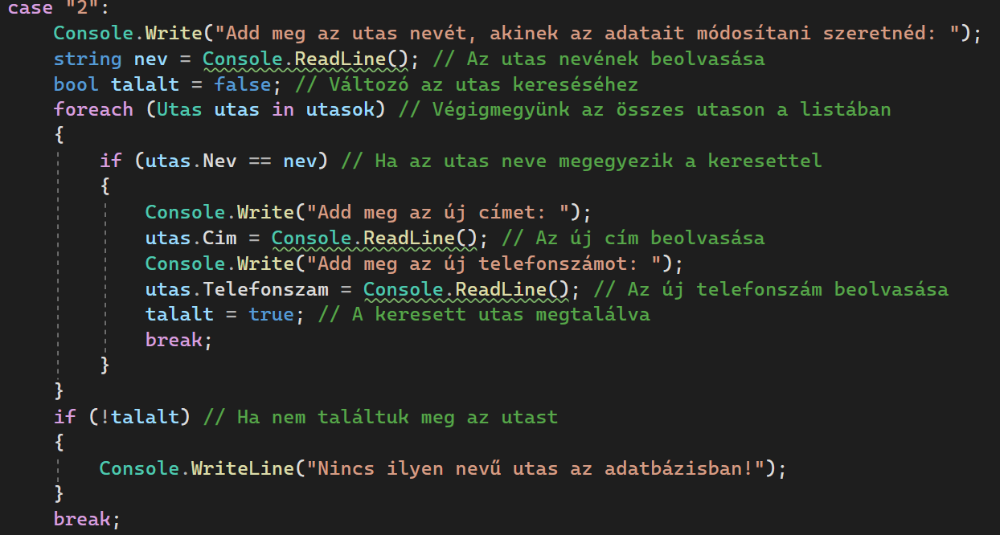 case "2":
Console.Write("Add meg az utas nevét, akinek az adatait módosítani szeretnéd: ");
string nev = Console.ReadLine(); // Az utas nevének beolvasása
bool talalt = false; // Változó az utas kereséséhez
foreach (Utas utas in utasok) // Végigmegyünk az összes utason a listában
{
if (utas.Nev == nev) // Ha az utas neve megegyezik a keresettel
{
Console.Write("Add meg az új címet: ");
utas.Cim = Console.ReadLine(); // Az új cím beolvasása
Console.Write("Add meg az új telefonszámot: ");
utas.Telefonszam = Console.ReadLine(); // Az új telefonszám beolvasása
talalt = true; // A keresett utas megtalálva
break;
}
}
if (!talalt) // Ha nem találtuk meg az utast
{
Console.WriteLine("Nincs ilyen nevű utas az adatbázisban!");
}
break;